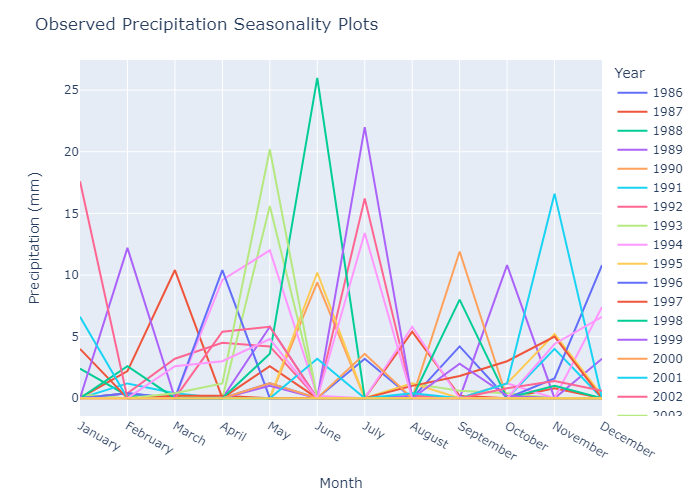 Observed Precipitation Seasonality Plots
Precipitation (mm)
25
20
15
10
5
0
January
February
March
April
May
June
July
August
September
October
November
December
Month
Year
1986
1987
1988
1989
1990
1991
1992
1993
1994
1995
1996
1997
1998
1999
2000
2001
2002
2003